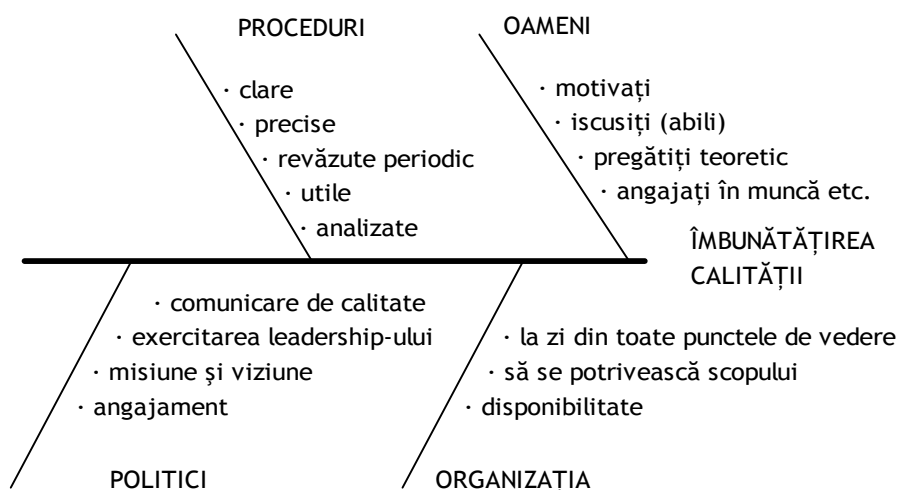 PROCEDURI
· clare
· precise
· revăzute periodic
· utile
· analizate
OAMENI
· motivați
· iscusiți (abili)
· pregătiți teoretic
· angajați în muncă etc.
ÎMBUNĂTĂȚIREA
CALITĂȚII
· comunicare de calitate
· exercitarea leadership-ului
· misiune și viziune
· angajament
POLITICI
· la zi din toate punctele de vedere
· să se potrivească scopului
· disponibilitate
ORGANIZAȚIA